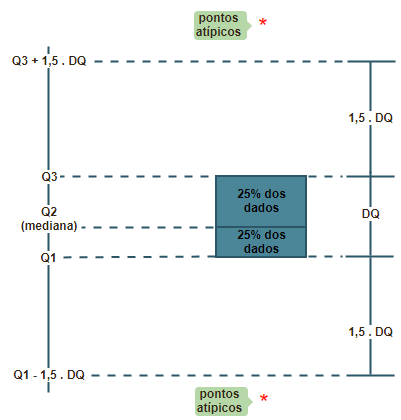 pontos
atípicos
*
Q3 + 1,5 . DQ
1,5 . DQ
Q3
25% dos
dados
Q2
(mediana)
DQ
25% dos
dados
Q1
1,5 . DQ
Q1 - 1,5 . DQ
pontos
atípicos
*